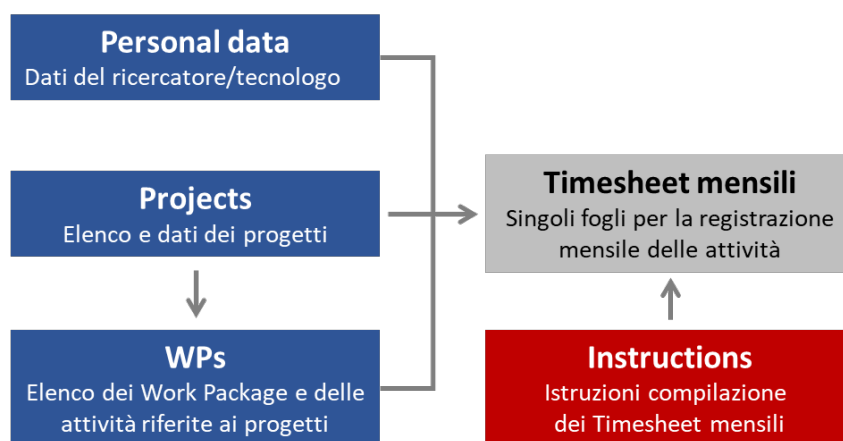 Personal data
Dati del ricercatore/tecnologo
Projects
Elenco e dati dei progetti
WPs
Elenco dei Work Package e delle
attività riferite ai progetti
Timesheet mensili
Singoli fogli per la registrazione
mensile delle attività
Instructions
Istruzioni compilazione
dei Timesheet mensili